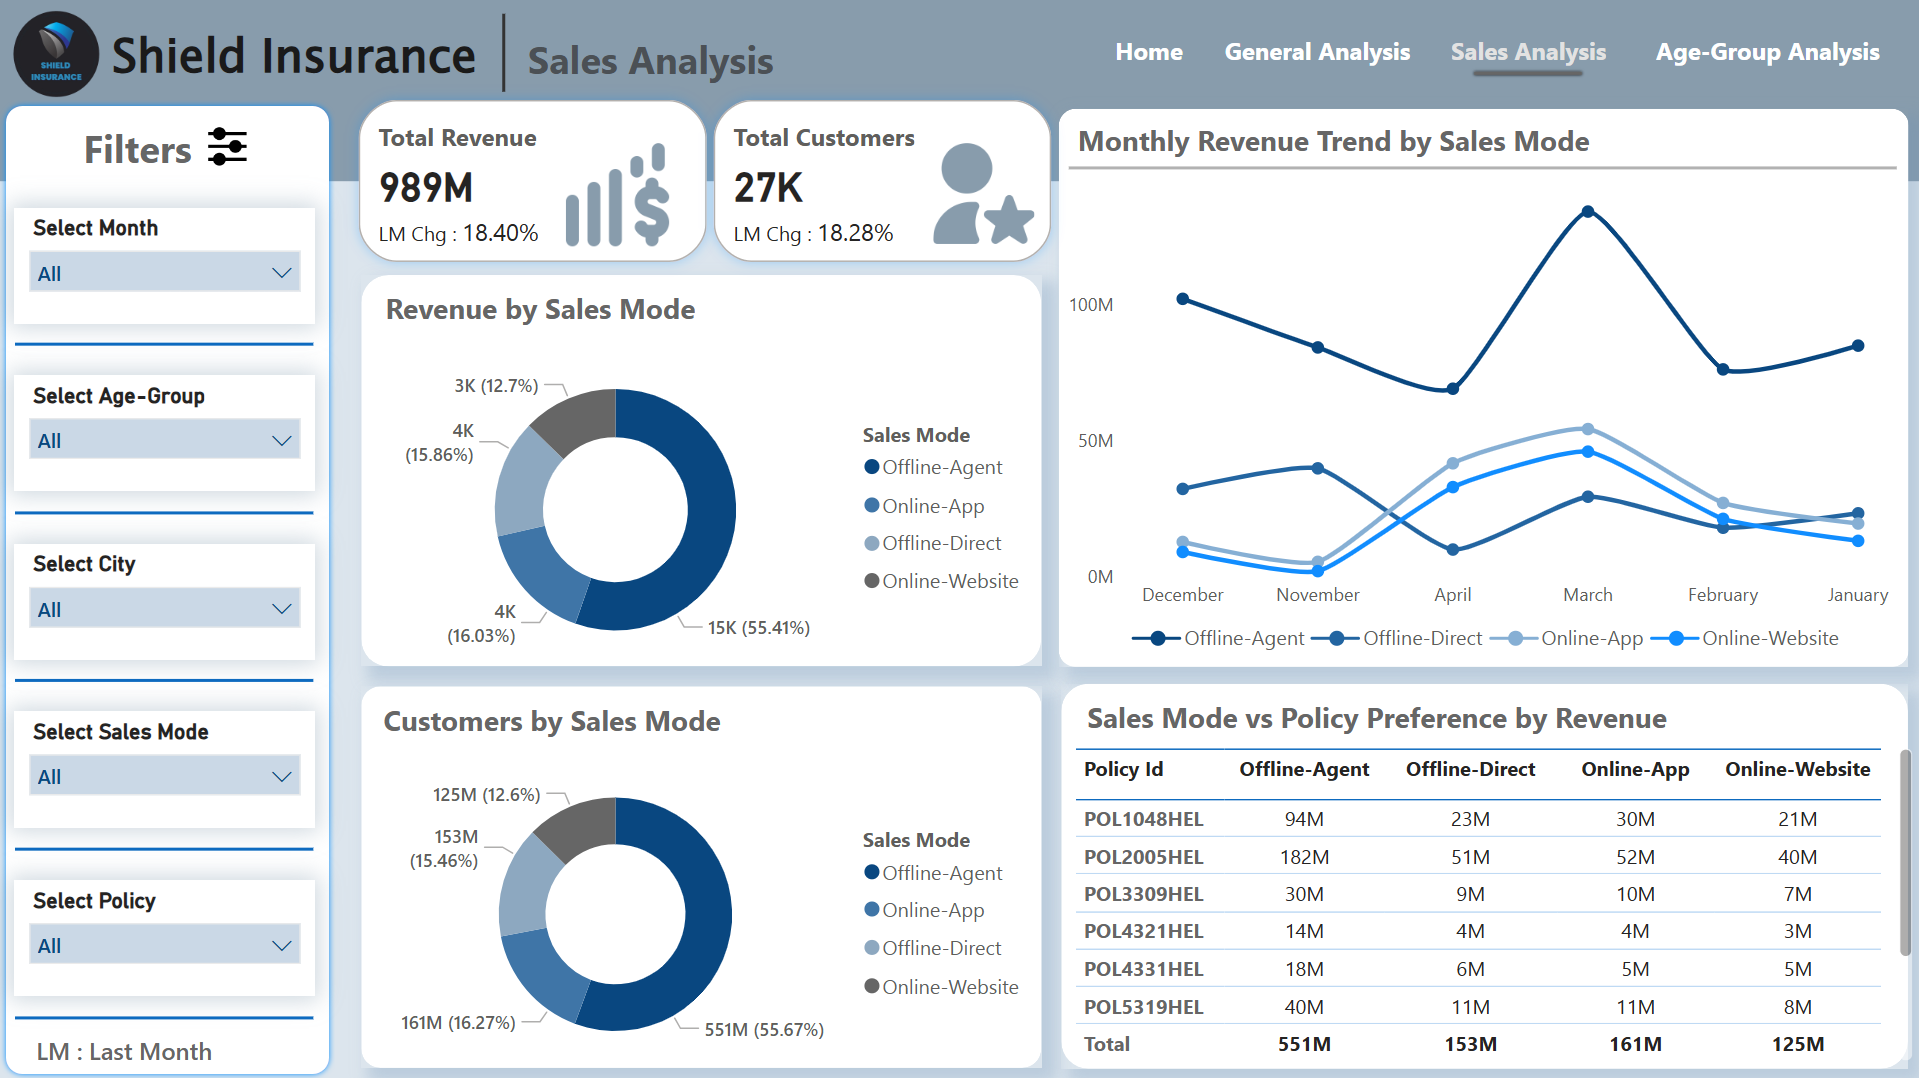 SHIELD
INSURANCE
Shield Insurance
Sales Analysis
Home General Analysis Sales Analysis Age-Group Analysis
Filters
Select Month
All
Select Age-Group
All
Select City
All
Select Sales Mode
All
Select Policy
All
LM : Last Month
Total Revenue
989M
LM Chg : 18.40%
Total Customers
27K
LM Chg : 18.28%
Revenue by Sales Mode
3K (12.7%)
4K
(15.86%)
4K
(16.03%)
15K (55.41%)
Sales Mode
Offline-Agent
Online-App
Offline-Direct
Online-Website
Customers by Sales Mode
125M (12.6%)
153M
(15.46%)
161M (16.27%)
551M (55.67%)
Sales Mode
Offline-Agent
Online-App
Offline-Direct
Online-Website
Monthly Revenue Trend by Sales Mode
100M
50M
0M
December November April March February January
Offline-Agent Offline-Direct Online-App Online-Website
Sales Mode vs Policy Preference by Revenue
Policy Id Offline-Agent Offline-Direct Online-App Online-Website
POL1048HEL 94M 23M 30M 21M
POL2005HEL 182M 51M 52M 40M
POL3309HEL 30M 9M 10M 7M
POL4321HEL 14M 4M 4M 3M
POL4331HEL 18M 6M 5M 5M
POL5319HEL 40M 11M 11M 8M
Total 551M 153M 161M 125M